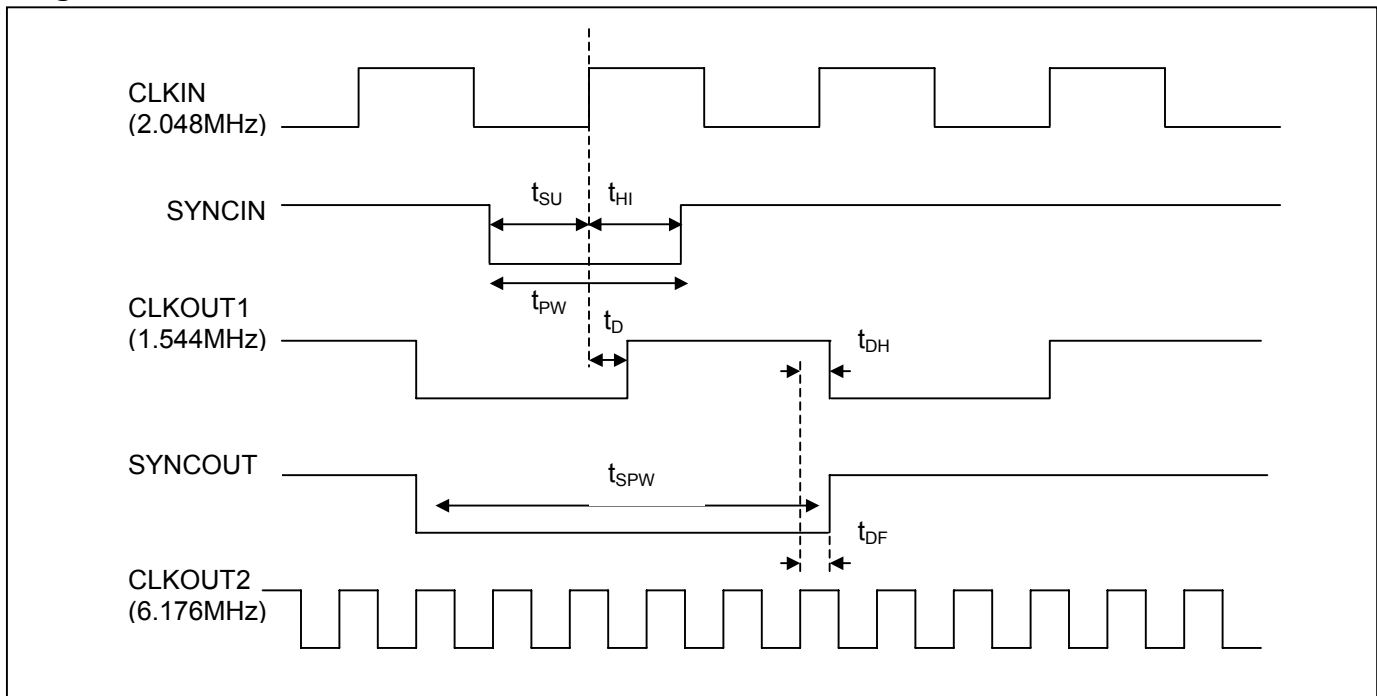 CLKIN
(2.048MHz)
tSU
tHI
SYNCIN
tPW
CLKOUT1
(1.544MHz)
tD
tDH
SYNCOUT
tSPW
tDF
CLKOUT2
(6.176MHz)